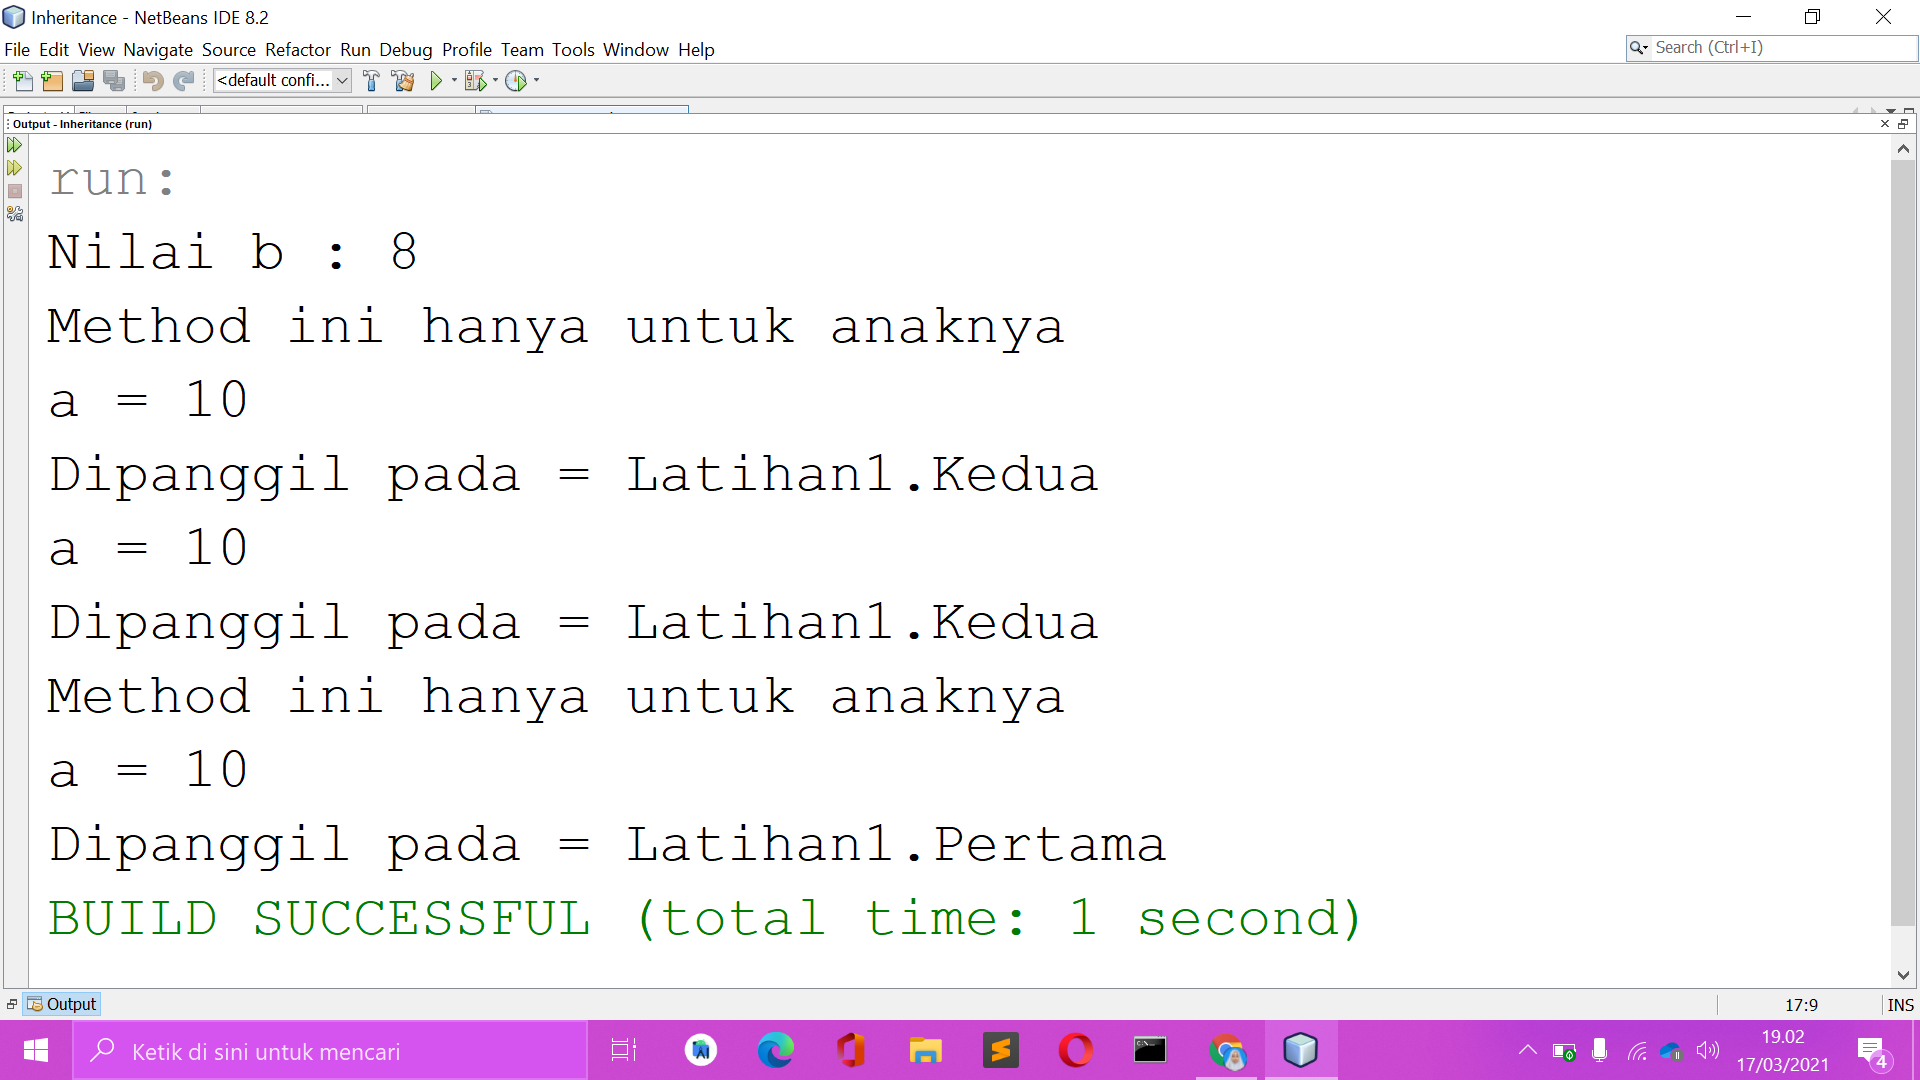 Inheritance - NetBeans IDE 8.2
File Edit View Navigate Source Refactor Run Debug Profile Team Tools Window Help
Search (Ctrl+I)
<default confi...
Output - Inheritance (run)
run:
Nilai b : 8
Method ini hanya untuk anaknya
a = 10
Dipanggil pada = Latihan1.Kedua
a = 10
Dipanggil pada = Latihan1.Kedua
Method ini hanya untuk anaknya
a = 10
Dipanggil pada = Latihan1.Pertama
BUILD SUCCESSFUL (total time: 1 second)
Output
17:9
INS
Ketik di sini untuk mencari
19.02
17/03/2021
4